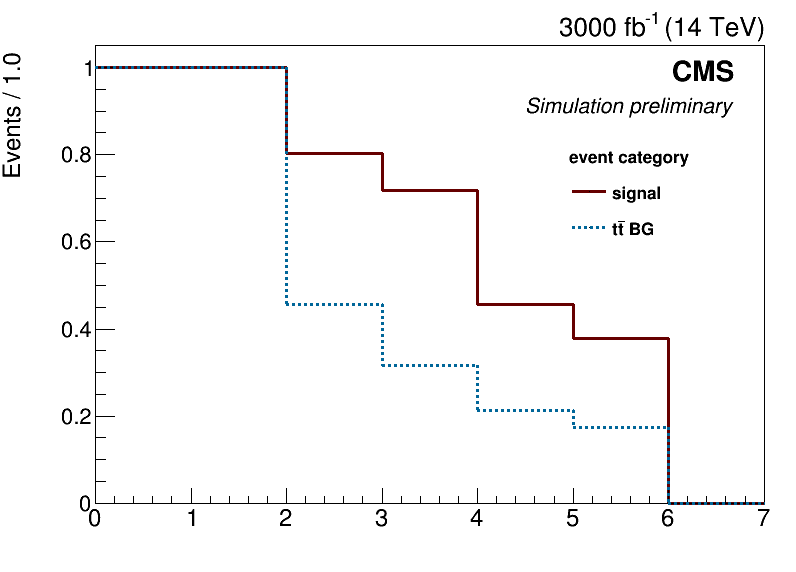 3000 fb-1 (14 TeV)
Events / 1.0
CMS
Simulation preliminary
event category
signal
tt̄ BG
1
0.8
0.6
0.4
0.2
0
0 1 2 3 4 5 6 7